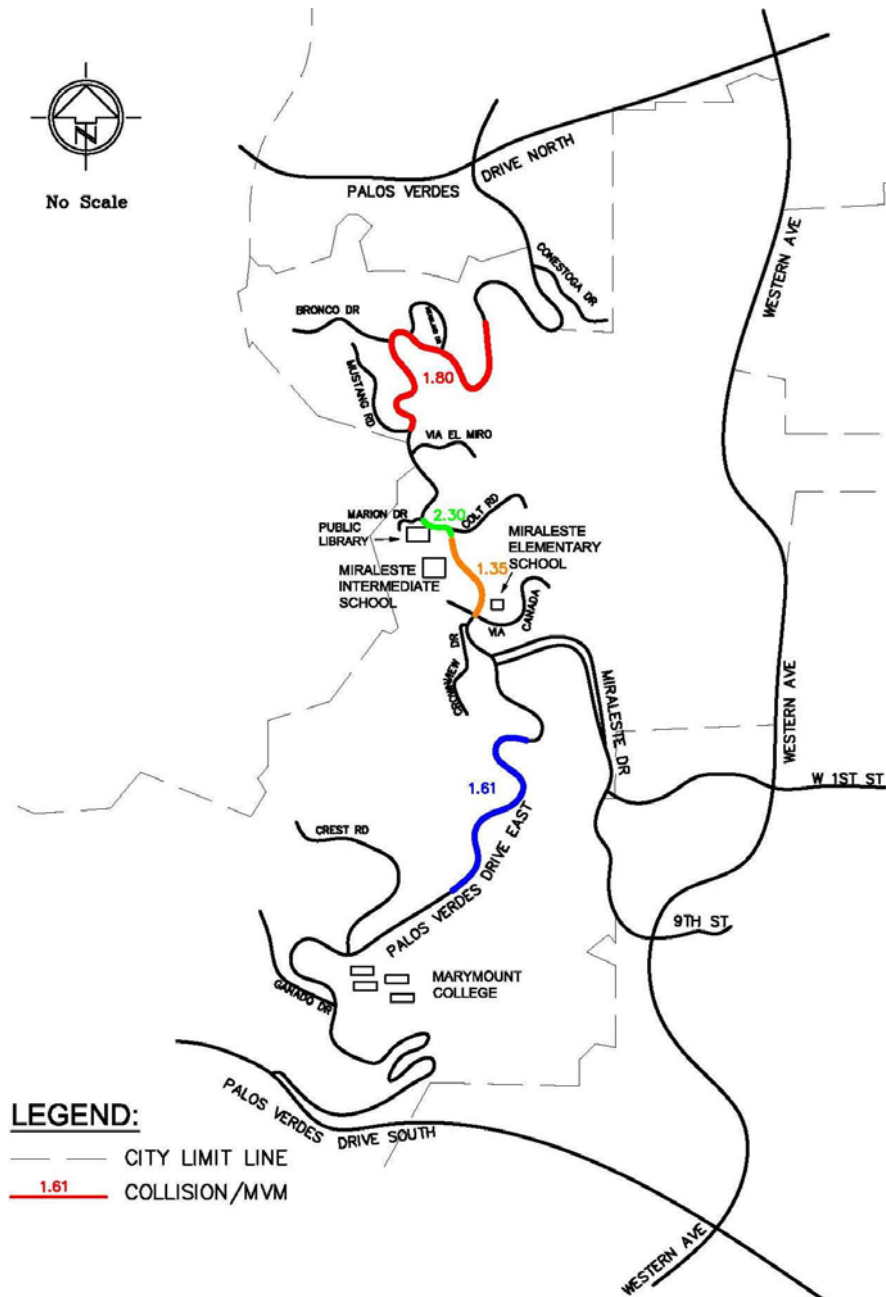 No Scale
N
PALOS VERDES
DRIVE NORTH
WESTERN AVE
CONESTOGA DR
BRONCO DR
MUSTANG RD
1.80
VIA EL MIRO
MARION DR
2.30
COLT RD
PUBLIC
LIBRARY
MIRALESTE
ELEMENTARY
SCHOOL
MIRALESTE
INTERMEDIATE
SCHOOL
1.35
VIA
CANADA
CROWNVIEW DR
MIRALESTE DR
WESTERN AVE
W 1ST ST
1.61
CREST RD
PALOS VERDES DRIVE EAST
9TH ST
MARYMOUNT
COLLEGE
GANADO DR
PALOS VERDES
DRIVE SOUTH
WESTERN AVE
LEGEND:
CITY LIMIT LINE
1.61
COLLISION/MVM